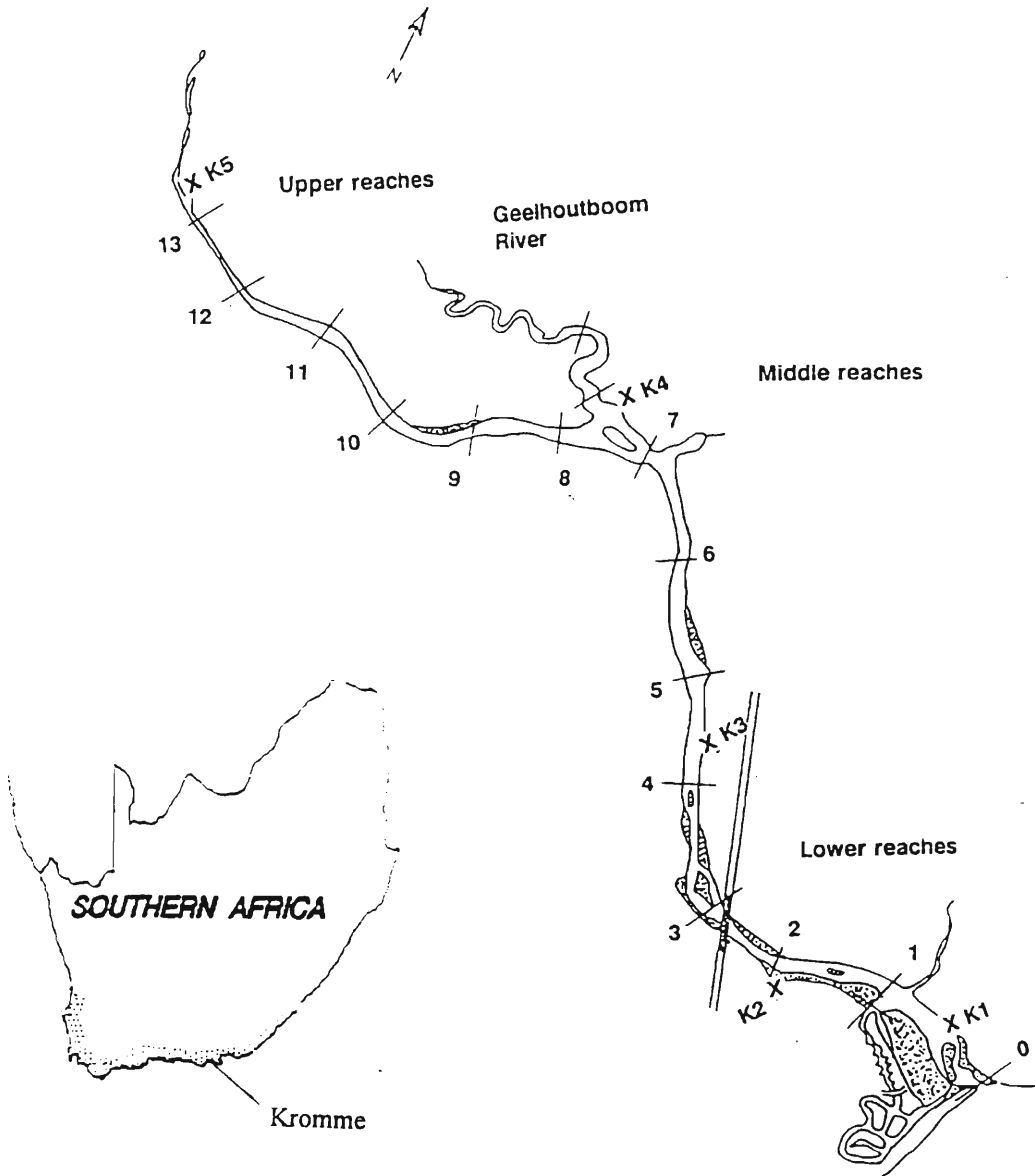 N
X K5
Upper reaches
13
Geelhoutboom
River
12
11
X K4
Middle reaches
10
7
9
8
6
5
X K3
4
Lower reaches
SOUTHERN AFRICA
3
2
1
X
K2
X K1
0
Kromme